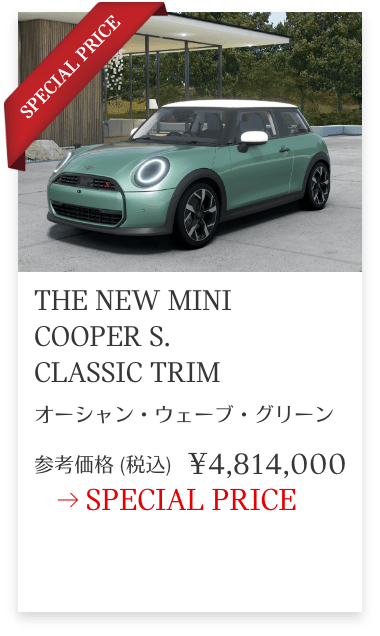 SPECIAL PRICE
THE NEW MINI
COOPER S.
CLASSIC TRIM
オーシャン・ウェーブ・グリーン
参考価格 (税込) ¥4,814,000
→ SPECIAL PRICE